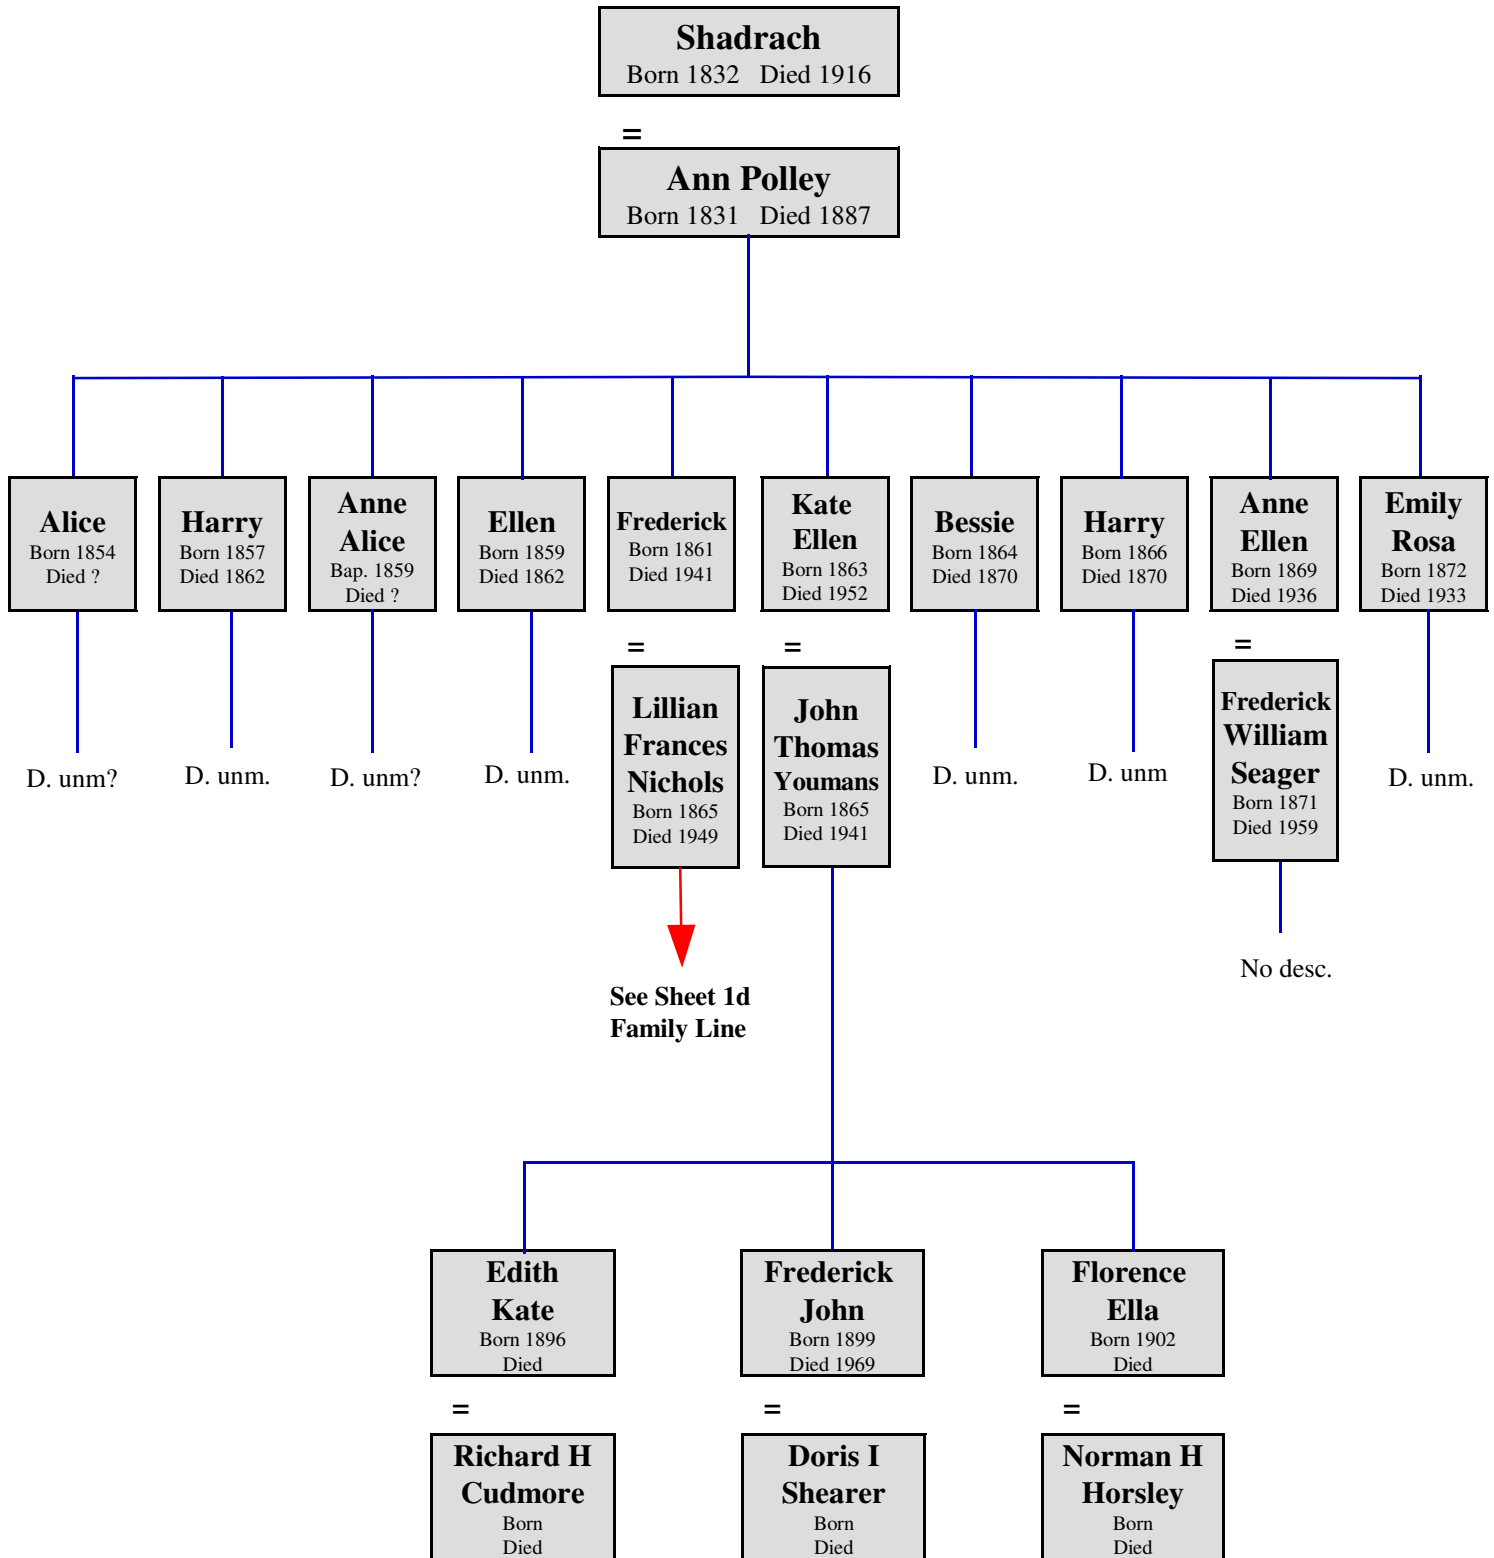 Shadrach
Born 1832 Died 1916
=
Ann Polley
Born 1831 Died 1887
Alice
Born 1854
Died ?
Harry
Born 1857
Died 1862
Anne
Alice
Bap. 1859
Died ?
Ellen
Born 1859
Died 1862
Frederick
Born 1861
Died 1941
Kate
Ellen
Born 1863
Died 1952
Bessie
Born 1864
Died 1870
Harry
Born 1866
Died 1870
Anne
Ellen
Born 1869
Died 1936
Emily
Rosa
Born 1872
Died 1933
=
=
=
D. unm?
D. unm.
D. unm?
D. unm.
Lillian
Frances
Nichols
Born 1865
Died 1949
John
Thomas
Youmans
Born 1865
Died 1941
D. unm.
D. unm
Frederick
William
Seager
Born 1871
Died 1959
D. unm.
No desc.
See Sheet 1d
Family Line
Edith
Kate
Born 1896
Died
Frederick
John
Born 1899
Died 1969
Florence
Ella
Born 1902
Died
=
=
=
Richard H
Cudmore
Born
Died
Doris I
Shearer
Born
Died
Norman H
Horsley
Born
Died